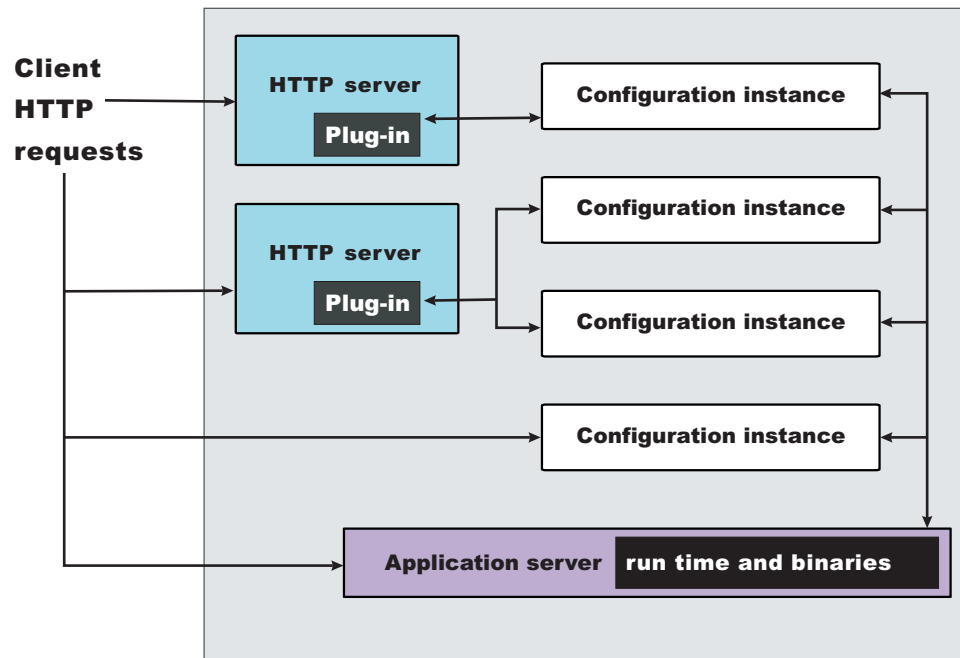 Client
HTTP
requests
HTTP server
Plug-in
Configuration instance
HTTP server
Plug-in
Configuration instance
Configuration instance
Configuration instance
Application server
run time and binaries